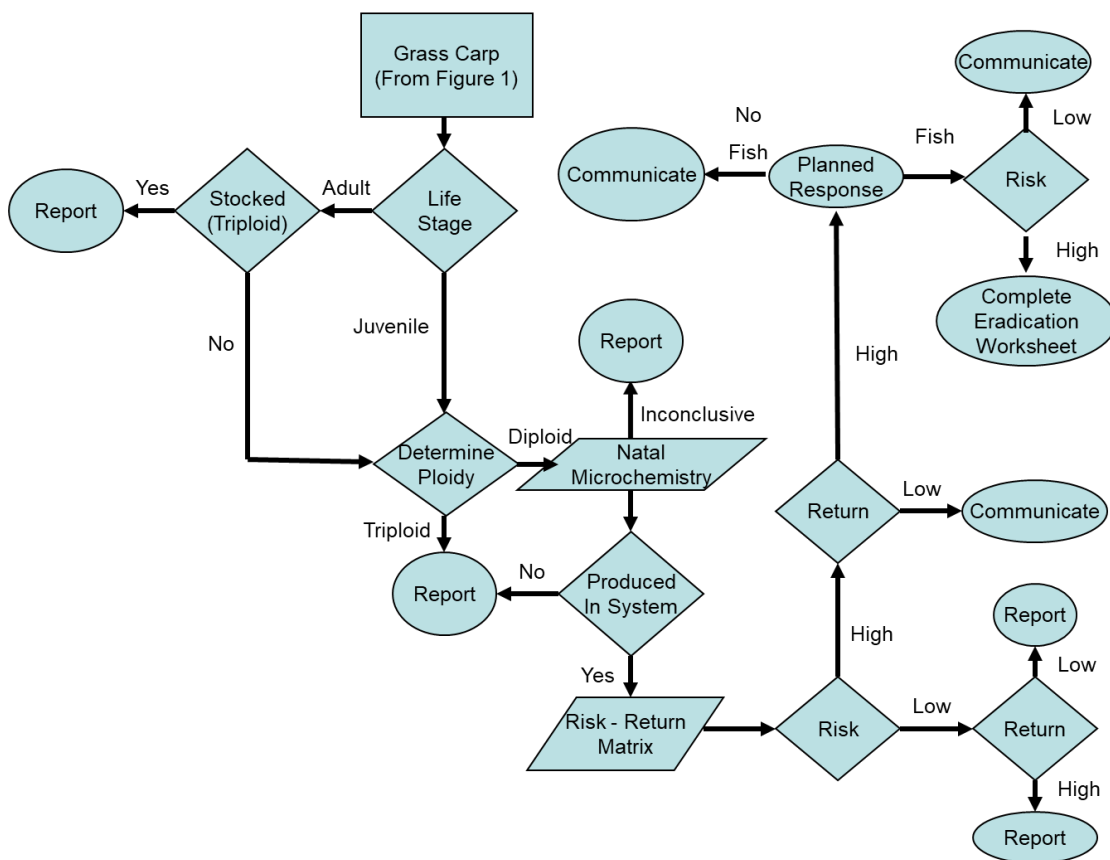 Grass Carp
(From Figure 1)
Communicate
Low
No
Fish
Fish
Communicate
Planned
Response
Risk
Report
Yes
Stocked
(Triploid)
Adult
Life
Stage
High
Complete
Eradication
Worksheet
Juvenile
No
Report
High
Inconclusive
Diploid
Determine
Ploidy
Natal
Microchemistry
Return
Low
Communicate
Triploid
Report
No
Produced
In System
Report
High
Low
Yes
Risk - Return
Matrix
Risk
Low
Return
High
Report